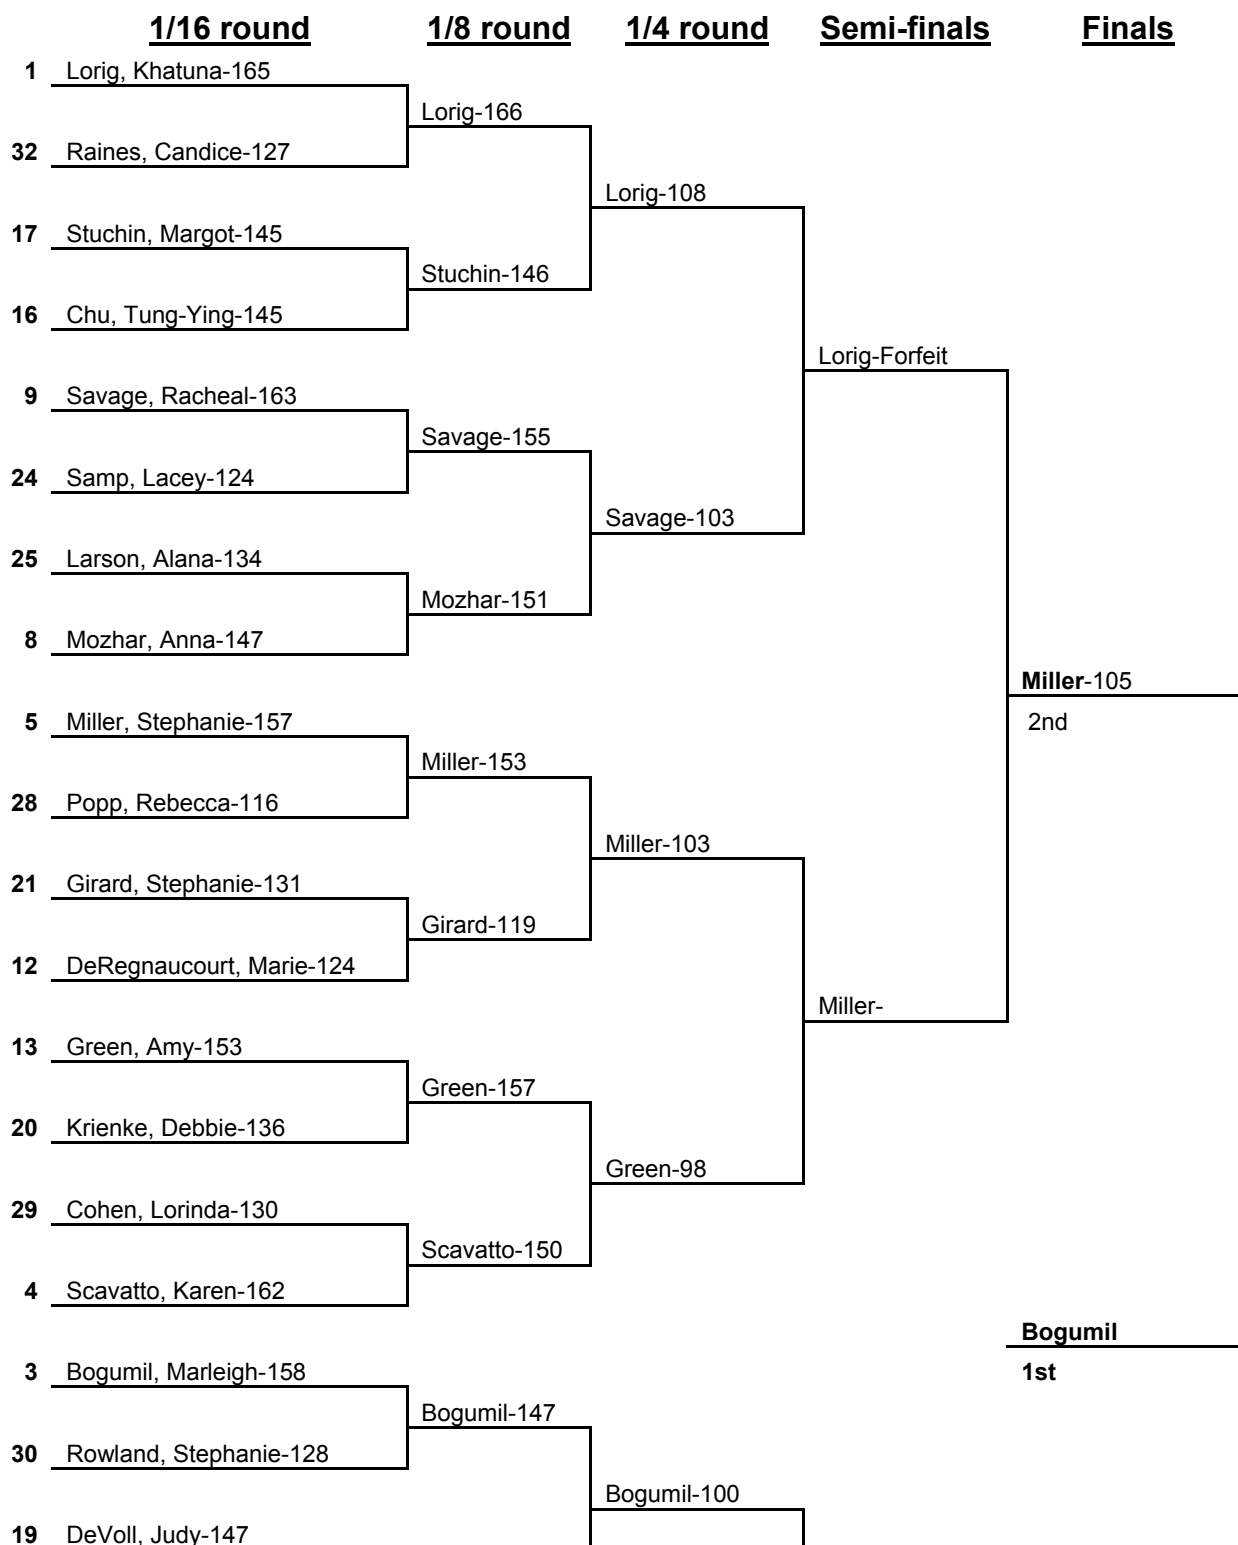 1/16 round 1/8 round 1/4 round Semi-finals Finals
1 Lorig, Khatuna-165
Lorig-166
32 Raines, Candice-127
Lorig-108
17 Stuchin, Margot-145
Stuchin-146
16 Chu, Tung-Ying-145
Lorig-Forfeit
9 Savage, Racheal-163
Savage-155
24 Samp, Lacey-124
Savage-103
25 Larson, Alana-134
Mozhar-151
8 Mozhar, Anna-147
Miller-105
5 Miller, Stephanie-157
2nd
Miller-153
28 Popp, Rebecca-116
Miller-103
21 Girard, Stephanie-131
Girard-119
12 DeRegnaucourt, Marie-124
Miller-
13 Green, Amy-153
Green-157
20 Krienke, Debbie-136
Green-98
29 Cohen, Lorinda-130
Scavatto-150
4 Scavatto, Karen-162
Bogumil
3 Bogumil, Marleigh-158
1st
Bogumil-147
30 Rowland, Stephanie-128
Bogumil-100
19 DeVoll, Judy-147